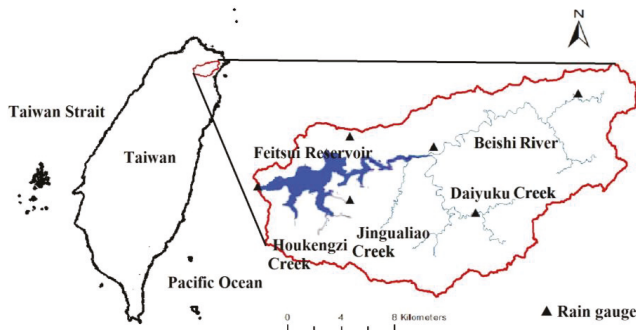 N
Taiwan Strait
Taiwan
Feitsui Reservoir
Beishi River
Daiyuku Creek
Jingualiao
Creek
Houkengzi
Creek
Pacific Ocean
0 4 8 Kilometers
Rain gauge